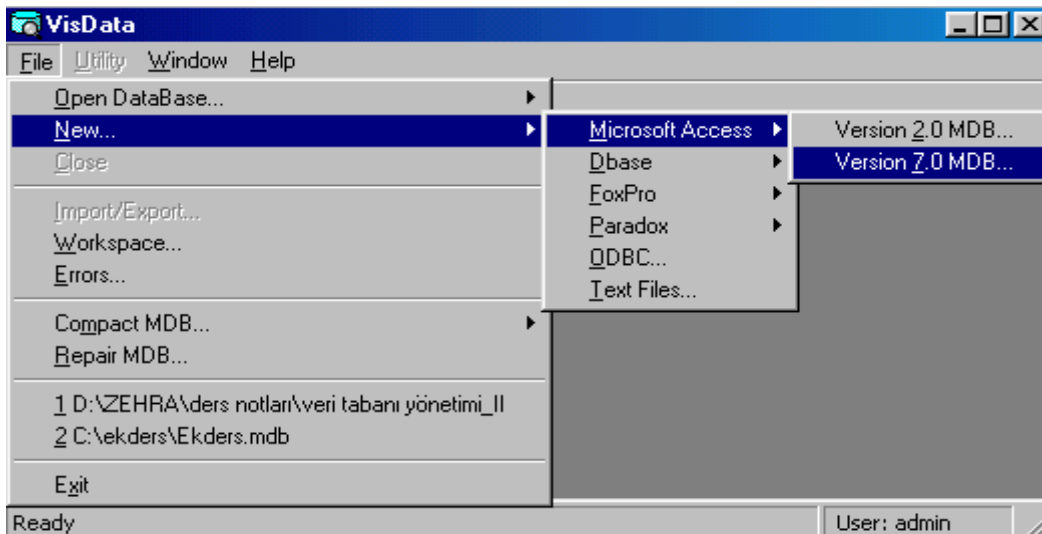 VisData
File Utility Window Help
Open DataBase...
New...
Close
Import/Export...
Workspace...
Errors...
Compact MDB...
Repair MDB...
1 D:\ZEHRA\ders notları\veri tabanı yönetimi_II
2 C:\ekders\Ekders.mdb
Exit
Microsoft Access
Dbase
FoxPro
Paradox
ODBC...
Text Files...
Version 2.0 MDB...
Version 7.0 MDB...
Ready
User: admin